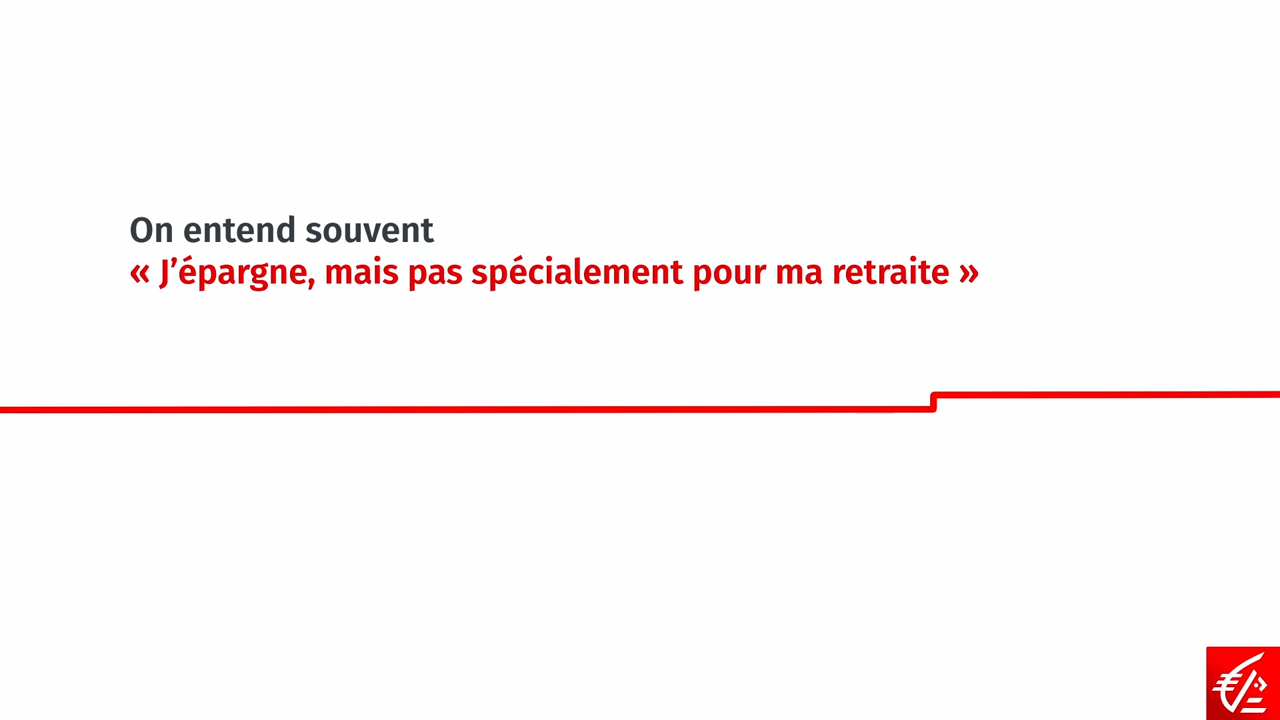 On entend souvent
« J’épargne, mais pas spécialement pour ma retraite »